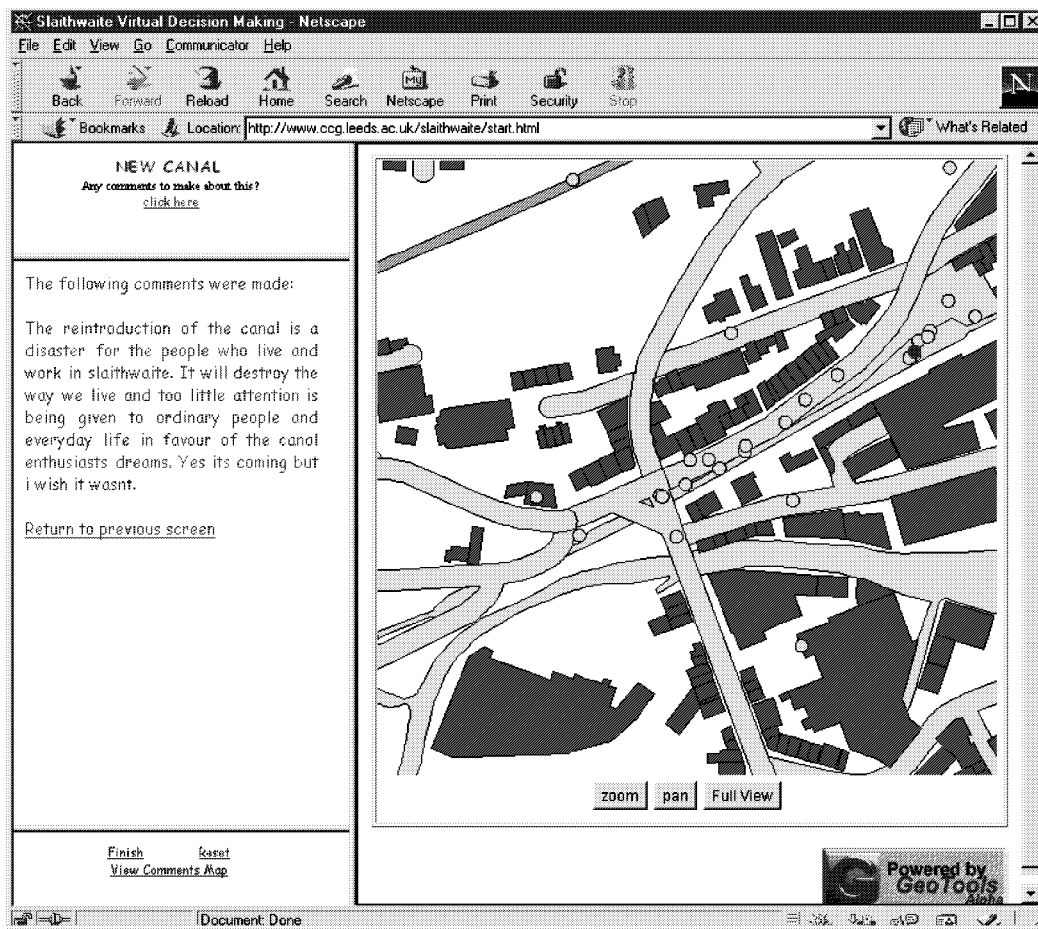 Slaithwaite Virtual Decision Making - Netscape
File Edit View Go Communicator Help
My
N
Back Forward Reload Home Search Netscape Print Security Stop
Bookmarks Location: http://www.ccg.leeds.ac.uk/slaithwaite/start.html What's Related
NEW CANAL
Any comments to make about this?
click here
The following comments were made:
The reintroduction of the canal is a
disaster for the people who live and
work in slaithwaite. It will destroy the
way we live and too little attention is
being given to ordinary people and
everyday life in favour of the canal
enthusiasts dreams. Yes its coming but
i wish it wasnt.
Return to previous screen
zoom pan Full View
Finish Reset
View Comments Map
G Powered by
GeoTools
Alpha
Document: Done